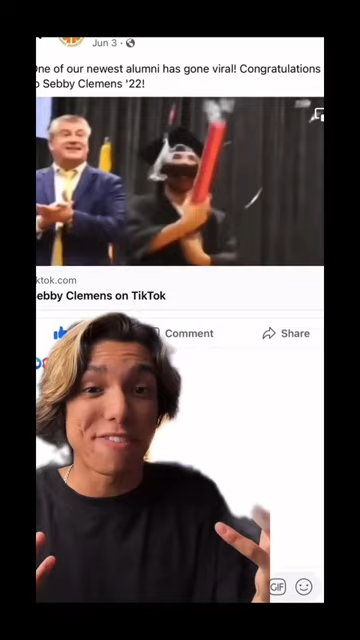 Jun 3 ·
ne of our newest alumni has gone viral! Congratulations
o Sebby Clemens '22!
ktok.com
ebby Clemens on TikTok
Comment
Share
GIF